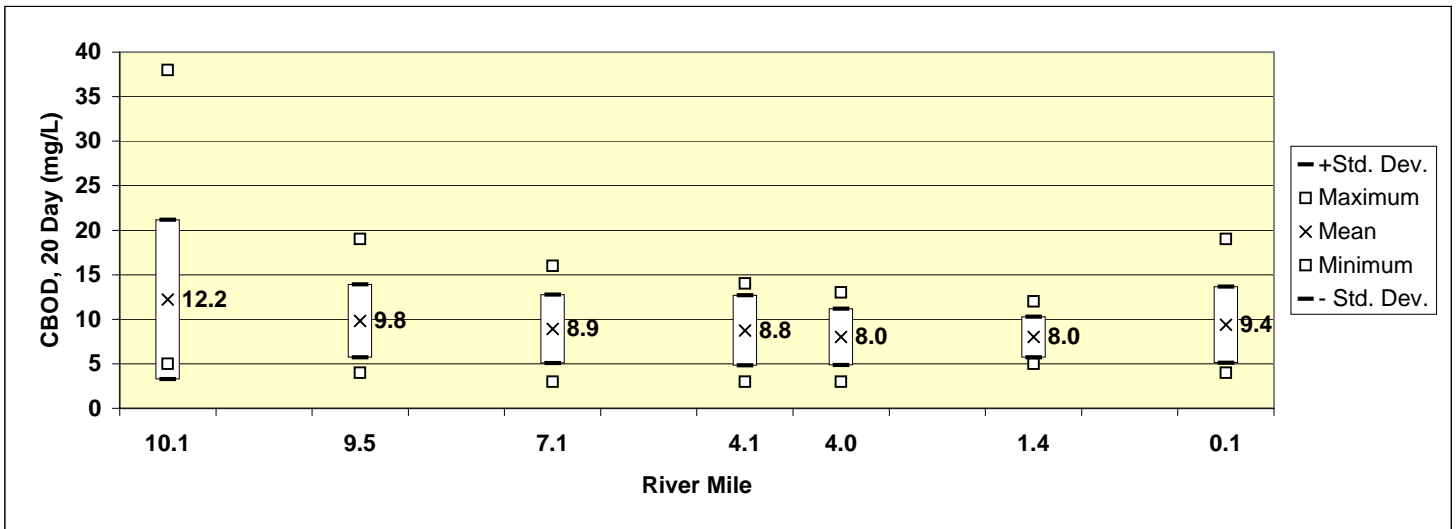 40
35
30
25
20
15
10
5
0
CBOD, 20 Day (mg/L)
12.2
9.8
8.9
8.8
8.0
8.0
9.4
10.1 9.5 7.1 4.1 4.0 1.4 0.1
River Mile
+Std. Dev.
Maximum
Mean
Minimum
- Std. Dev.